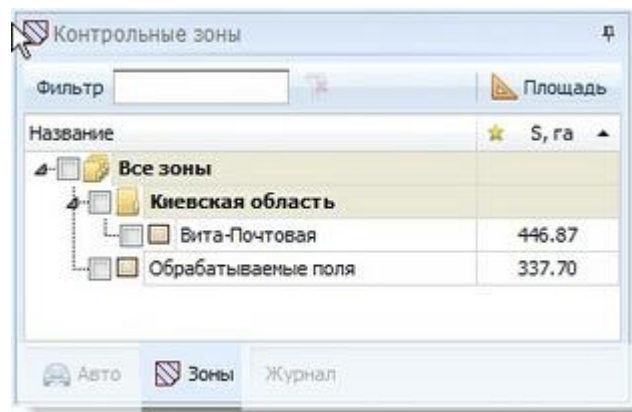 Контрольные зоны
Фильтр Площадь
Название S, га
Все зоны
Киевская область
Вита-Почтовая 446.87
Обрабатываемые поля 337.70
Авто Зоны Журнал